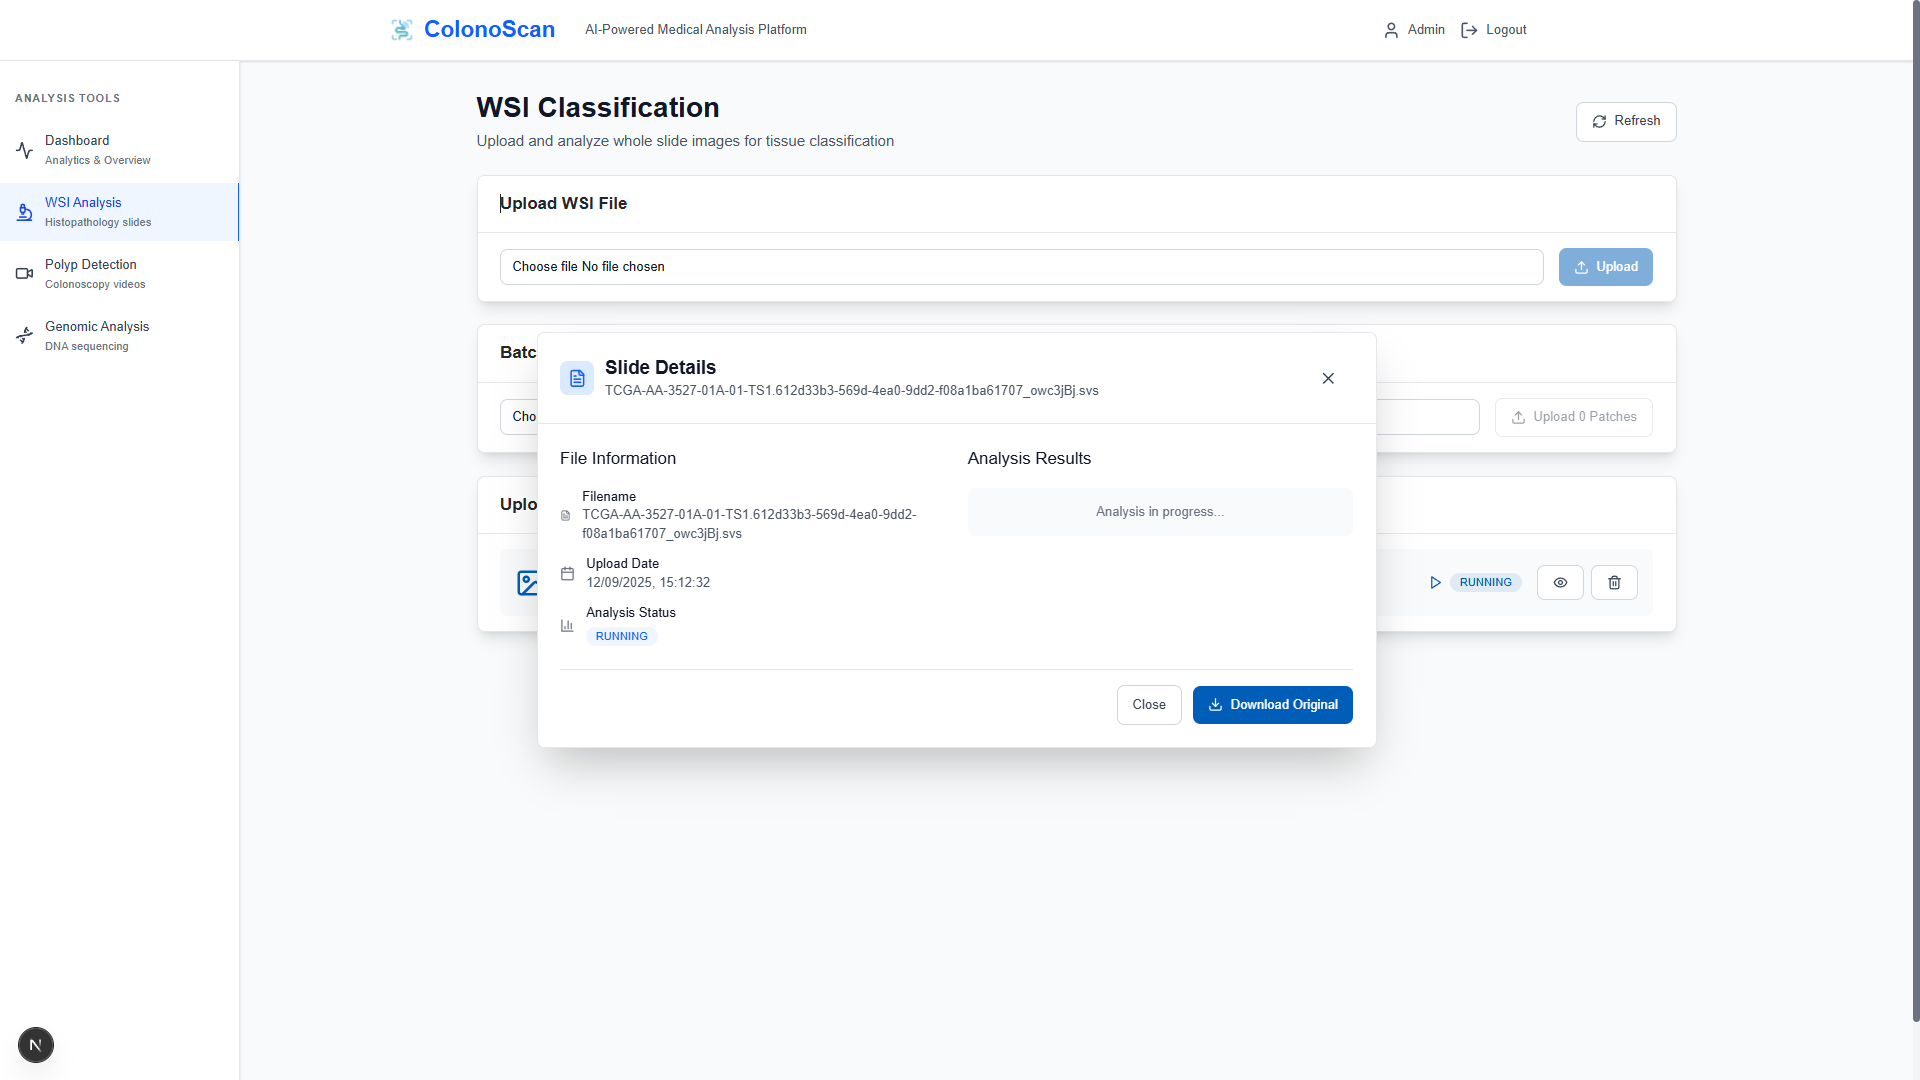 ColonoScan
AI-Powered Medical Analysis Platform
Admin
Logout
ANALYSIS TOOLS
Dashboard
Analytics & Overview
WSI Analysis
Histopathology slides
Polyp Detection
Colonoscopy videos
Genomic Analysis
DNA sequencing
WSI Classification
Upload and analyze whole slide images for tissue classification
Refresh
Upload WSI File
Choose file No file chosen
Upload
Batc
Cho
Upload 0 Patches
Uplo
RUNNING
Slide Details
TCGA-AA-3527-01A-01-TS1.612d33b3-569d-4ea0-9dd2-f08a1ba61707_owc3jBj.svs
File Information
Filename
TCGA-AA-3527-01A-01-TS1.612d33b3-569d-4ea0-9dd2-
f08a1ba61707_owc3jBj.svs
Upload Date
12/09/2025, 15:12:32
Analysis Status
RUNNING
Analysis Results
Analysis in progress...
Close
Download Original
N